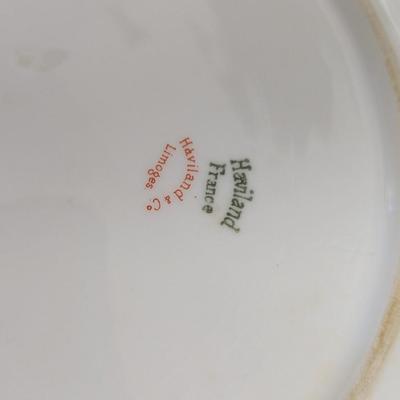 Haviland
France
Haviland & Co.
Limoges.